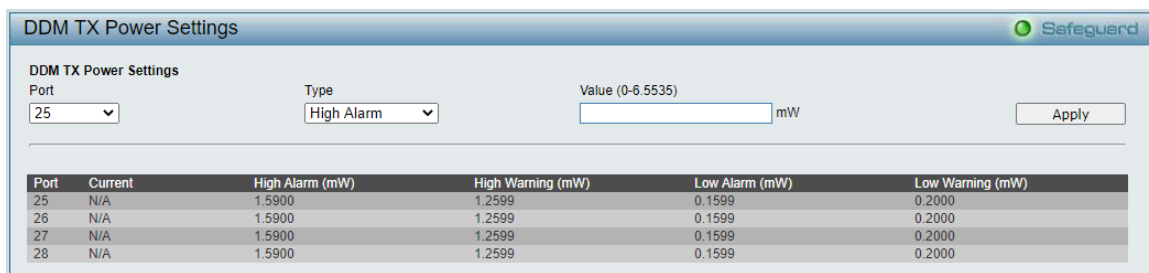 DDM TX Power Settings
Safeguard
DDM TX Power Settings
Port Type Value (0-6.5535)
25 High Alarm mW Apply
Port Current High Alarm (mW) High Warning (mW) Low Alarm (mW) Low Warning (mW)
25 N/A 1.5900 1.2599 0.1599 0.2000
26 N/A 1.5900 1.2599 0.1599 0.2000
27 N/A 1.5900 1.2599 0.1599 0.2000
28 N/A 1.5900 1.2599 0.1599 0.2000